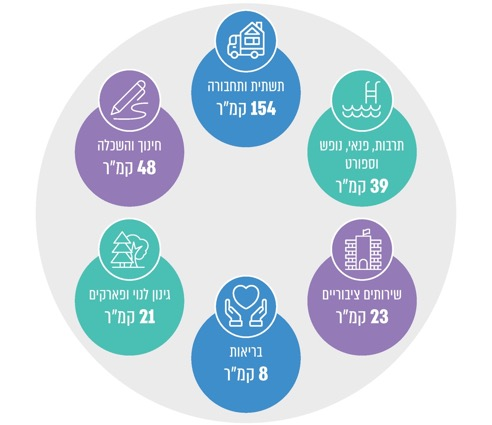 תשתית ותחבורה
154 קמ"ר
תרבות, פנאי, נופש
וספורט
39 קמ"ר
שירותים ציבוריים
23 קמ"ר
בריאות
8 קמ"ר
גינון לנוי ופארקים
21 קמ"ר
חינוך והשכלה
48 קמ"ר